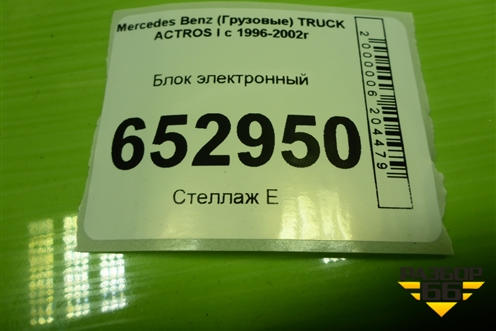 Mercedes Benz (Грузовые) TRUCK
ACTROS I с 1996-2002г
Блок электронный
652950
Стеллаж Е
2000006204479
РАЗБОР
66